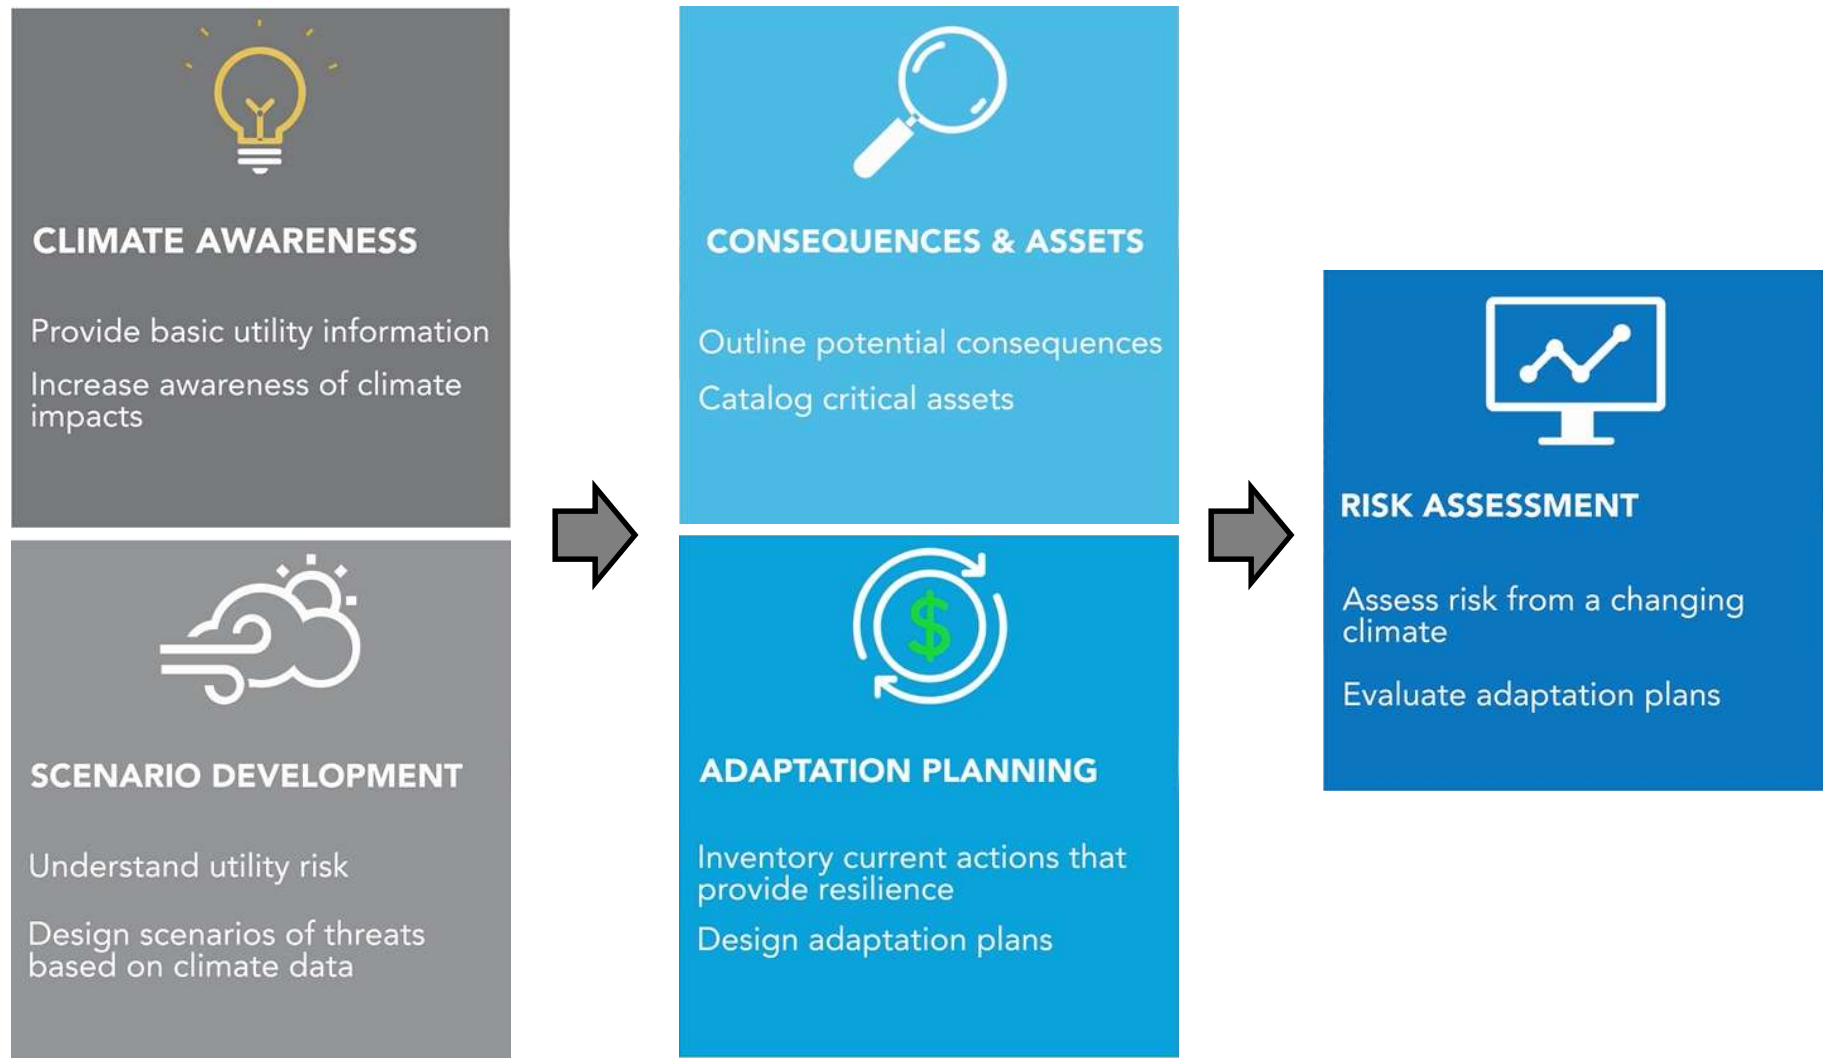 CLIMATE AWARENESS
Provide basic utility information
Increase awareness of climate
impacts
SCENARIO DEVELOPMENT
Understand utility risk
Design scenarios of threats
based on climate data
CONSEQUENCES & ASSETS
Outline potential consequences
Catalog critical assets
$
ADAPTATION PLANNING
Inventory current actions that
provide resilience
Design adaptation plans
RISK ASSESSMENT
Assess risk from a changing
climate
Evaluate adaptation plans